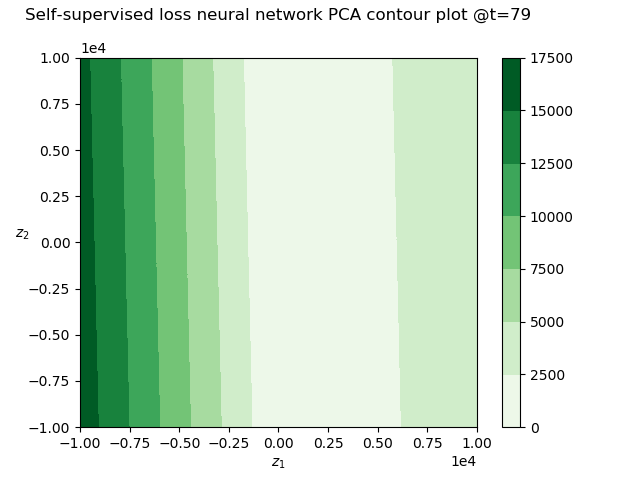 Self-supervised loss neural network PCA contour plot @t=79
1e4
1.00
0.75
0.50
0.25
0.00
−0.25
−0.50
−0.75
−1.00
z2
−1.00 −0.75 −0.50 −0.25 0.00 0.25 0.50 0.75 1.00
z1
1e4
17500
15000
12500
10000
7500
5000
2500
0